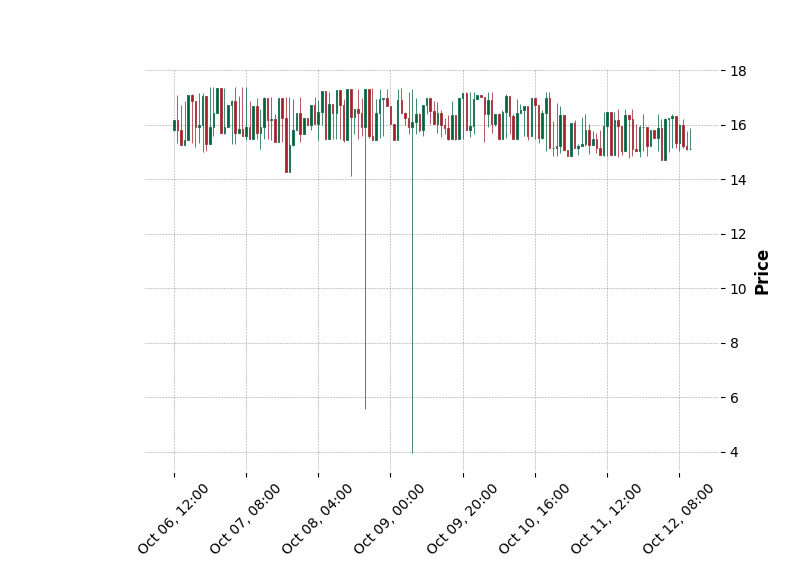 18
16
14
12
10
8
6
4
Price
Oct 06, 12:00
Oct 07, 08:00
Oct 08, 04:00
Oct 09, 00:00
Oct 09, 20:00
Oct 10, 16:00
Oct 11, 12:00
Oct 12, 08:00